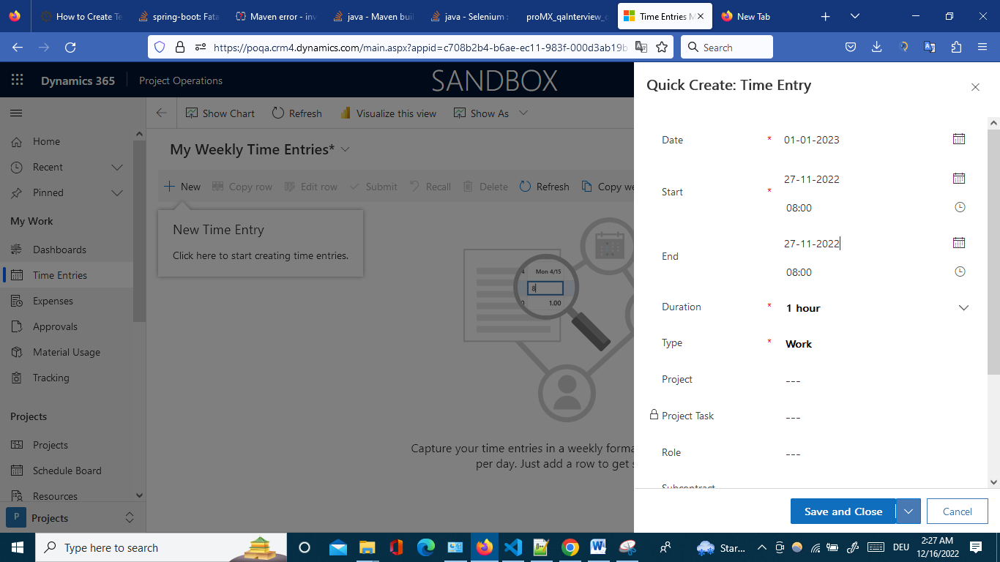 How to Create Te
spring-boot: Fata
Maven error - inv
java - Maven buil
java - Selenium :
proMX_qaInterview_c
Time Entries M
New Tab
https://poqa.crm4.dynamics.com/main.aspx?appid=c708b2b4-b6ae-ec11-983f-000d3ab19b
Search
Dynamics 365
Project Operations
SANDBOX
Show Chart
Refresh
Visualize this view
Show As
Home
Recent
Pinned
My Work
Dashboards
Time Entries
Expenses
Approvals
Material Usage
Tracking
Projects
Projects
Schedule Board
Resources
P
Projects
My Weekly Time Entries*
New
Copy row
Edit row
Submit
Recall
Delete
Refresh
Copy we
New Time Entry
Click here to start creating time entries.
Mon 4/15
8
1.00
Capture your time entries in a weekly forma
per day. Just add a row to get s
Quick Create: Time Entry
Date * 01-01-2023
27-11-2022
Start *
08:00
27-11-2022
End
08:00
Duration * 1 hour
Type * Work
Project ---
Project Task ---
Role ---
Subcontract
Save and Close
Cancel
Type here to search
Star...
DEU
2:27 AM
12/16/2022